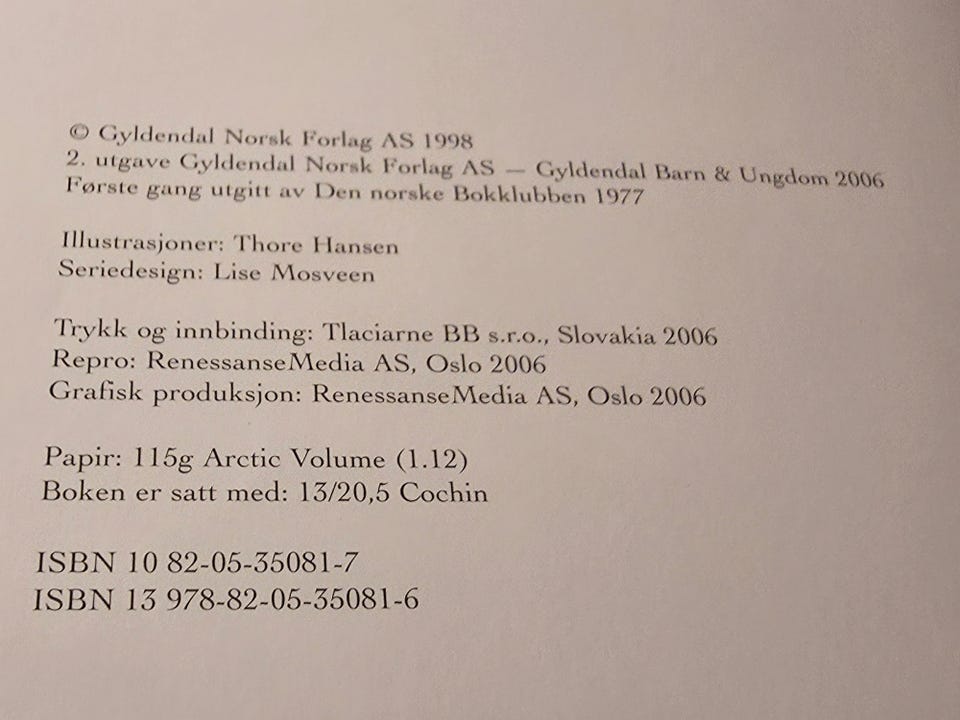 © Gyldendal Norsk Forlag AS 1998
2. utgave Gyldendal Norsk Forlag AS — Gyldendal Barn & Ungdom 2006
Første gang utgitt av Den norske Bokklubben 1977
Illustrasjoner: Thore Hansen
Seriedesign: Lise Mosveen
Trykk og innbinding: Tlaciarne BB s.r.o., Slovakia 2006
Repro: RenessanseMedia AS, Oslo 2006
Grafisk produksjon: RenessanseMedia AS, Oslo 2006
Papir: 115g Arctic Volume (1.12)
Boken er satt med: 13/20,5 Cochin
ISBN 10 82-05-35081-7
ISBN 13 978-82-05-35081-6